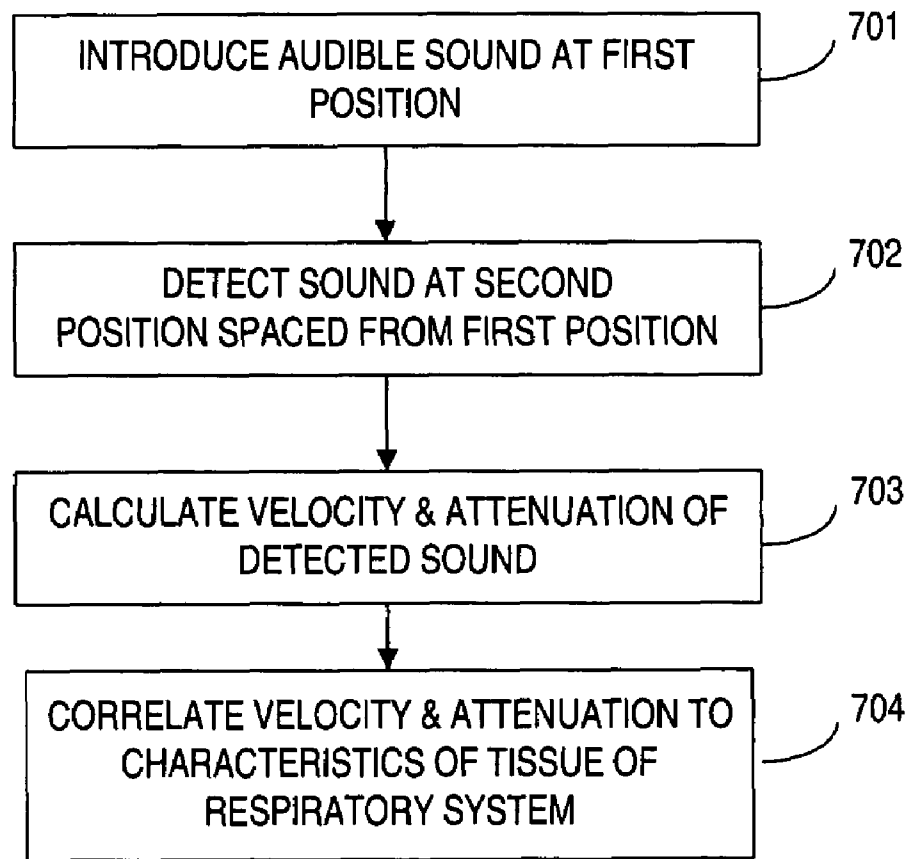 INTRODUCE AUDIBLE SOUND AT FIRST
POSITION
701
DETECT SOUND AT SECOND
POSITION SPACED FROM FIRST POSITION
702
CALCULATE VELOCITY & ATTENUATION OF
DETECTED SOUND
703
CORRELATE VELOCITY & ATTENUATION TO
CHARACTERISTICS OF TISSUE OF
RESPIRATORY SYSTEM
704